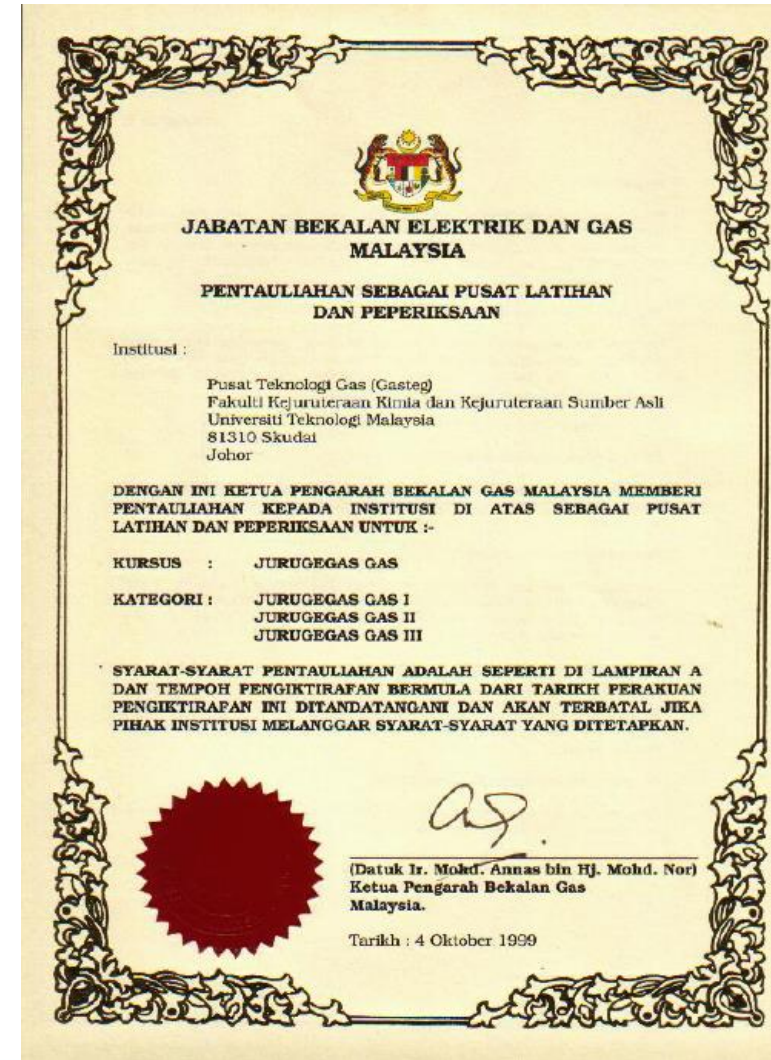 JABATAN BEKALAN ELEKTRIK DAN GAS
MALAYSIA
PENTAULIAHAN SEBAGAI PUSAT LATIHAN
DAN PEPERIKSAAN
Institusi :
Pusat Teknologi Gas (Gasteg)
Fakulti Kejuruteraan Kimia dan Kejuruteraan Sumber Asli
Universiti Teknologi Malaysia
81310 Skudai
Johor
DENGAN INI KETUA PENGARAH BEKALAN GAS MALAYSIA MEMBERI
PENTAULIAHAN KEPADA INSTITUSI DI ATAS SEBAGAI PUSAT
LATIHAN DAN PEPERIKSAAN UNTUK :-
KURSUS : JURUGEGAS GAS
KATEGORI : JURUGEGAS GAS I
JURUGEGAS GAS II
JURUGEGAS GAS III
SYARAT-SYARAT PENTAULIAHAN ADALAH SEPERTI DI LAMPIRAN A
DAN TEMPOH PENGIKTIRAFAN BERMULA DARI TARIKH PERAKUAN
PENGIKTIRAFAN INI DITANDATANGANI DAN AKAN TERBATAL JIKA
PIHAK INSTITUSI MELANGGAR SYARAT-SYARAT YANG DITETAPKAN.
(Datuk Ir. Mohd. Annas bin Hj. Mohd. Nor)
Ketua Pengarah Bekalan Gas
Malaysia.
Tarikh : 4 Oktober 1999